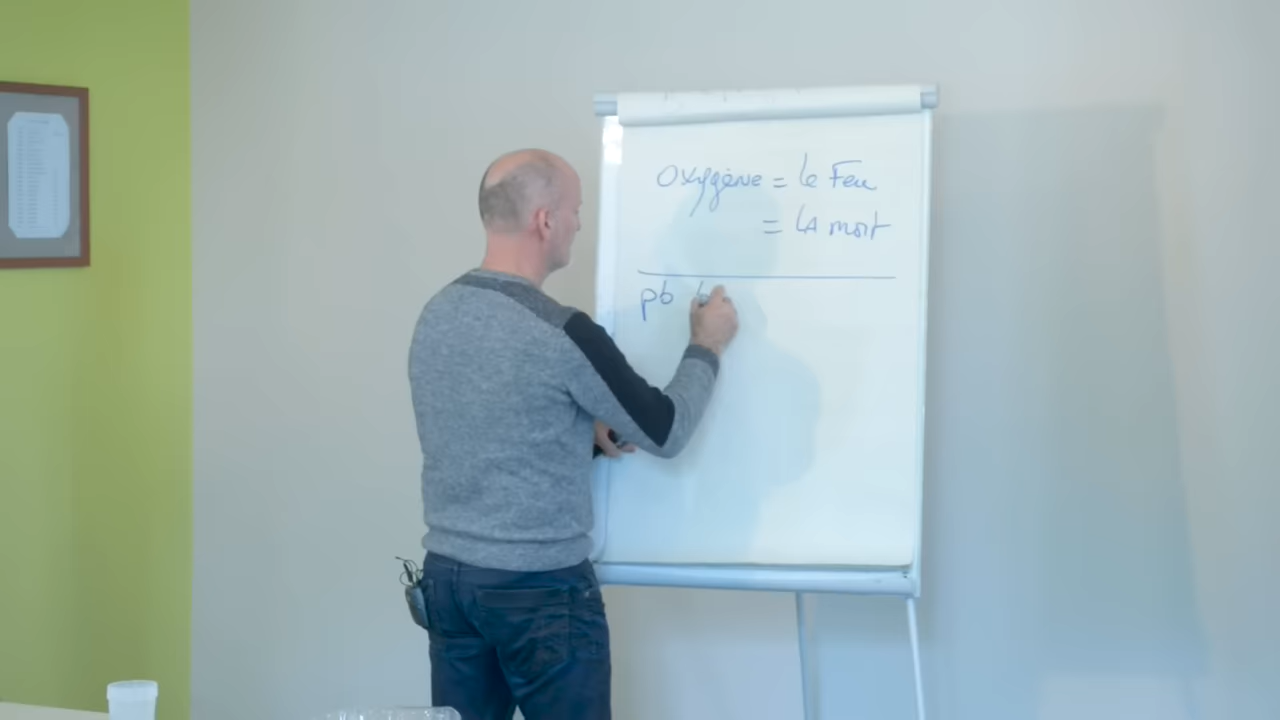 Oxygène = le Feu
= LA mort
pb